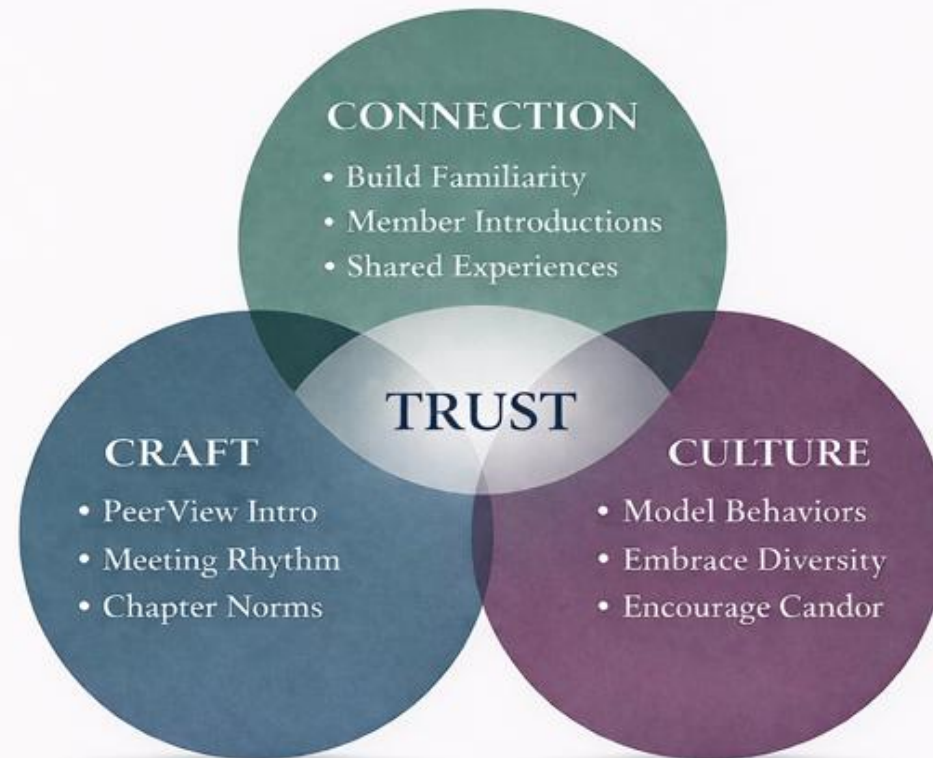 CONNECTION
• Build Familiarity
• Member Introductions
• Shared Experiences
TRUST
CRAFT
• PeerView Intro
• Meeting Rhythm
• Chapter Norms
CULTURE
• Model Behaviors
• Embrace Diversity
• Encourage Candor